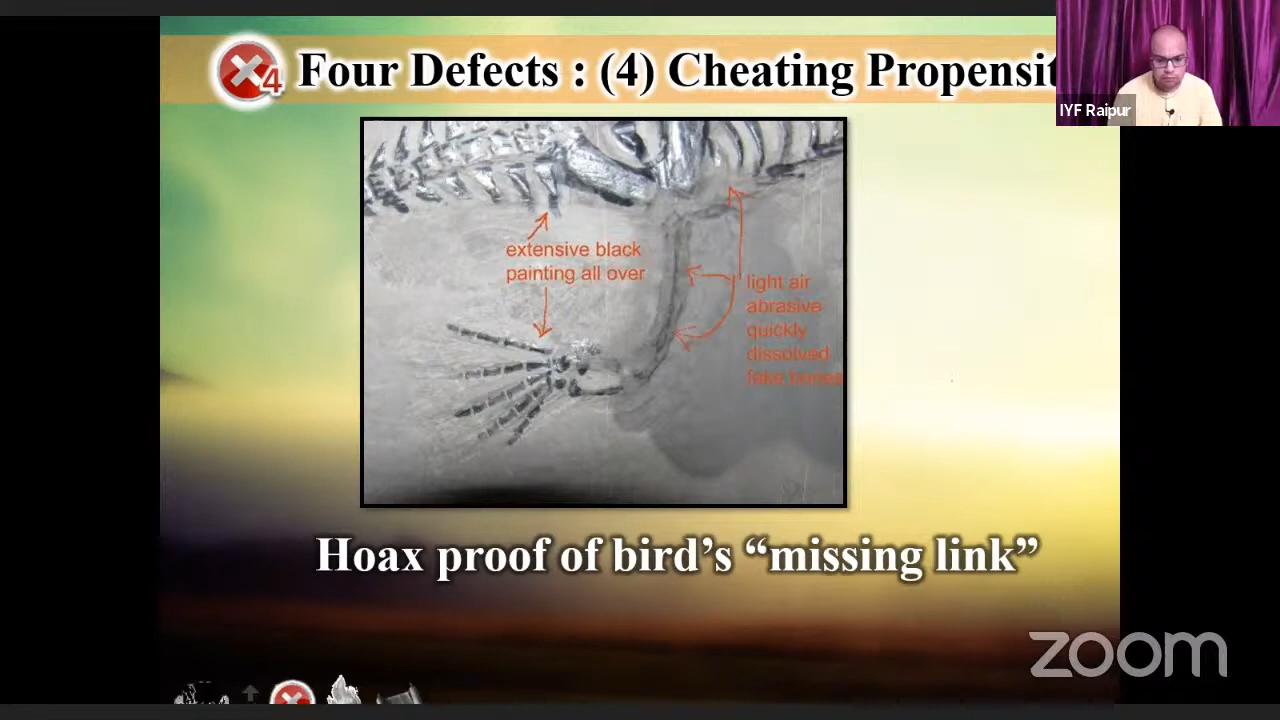 4 Four Defects : (4) Cheating Propensit
IYF Raipur
extensive black
painting all over
light air
abrasive
quickly
dissolved
fake bones
Hoax proof of bird’s “missing link”
zoom